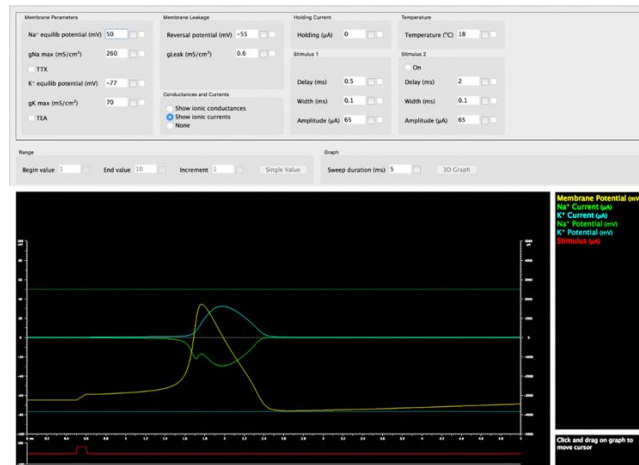 Membrane Parameters
Na⁺ equilib potential (mV) 50
gNa max (mS/cm²) 260
TTX
K⁺ equilib potential (mV) -77
gK max (mS/cm²) 70
TEA
Membrane Leakage
Reversal potential (mV) -55
gLeak (mS/cm²) 0.6
Conductances and Currents
Show ionic conductances
Show ionic currents
None
Holding Current
Holding (µA) 0
Stimulus 1
Delay (ms) 0.5
Width (ms) 0.1
Amplitude (µA) 65
Temperature
Temperature (°C) 18
Stimulus 2
On
Delay (ms) 2
Width (ms) 0.1
Amplitude (µA) 65
Range
Begin value 1 End value 10 Increment 1 Single Value
Graph
Sweep duration (ms) 5 3D Graph
Membrane Potential (mV)
Na⁺ Current (µA)
K⁺ Current (µA)
Na⁺ Potential (mV)
K⁺ Potential (mV)
Stimulus (µA)
Click and drag on graph to
move cursor